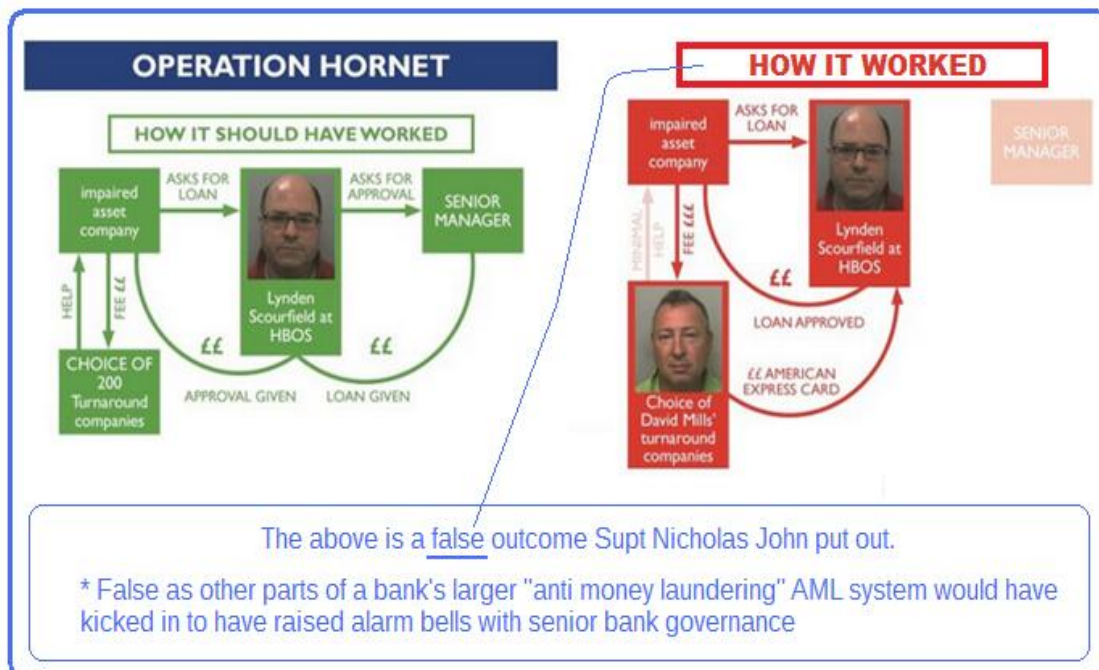 OPERATION HORNET
HOW IT SHOULD HAVE WORKED
impaired
asset
company
ASKS FOR
LOAN
Lynden
Scourfield at
HBOS
ASKS FOR
APPROVAL
SENIOR
MANAGER
HELP
FEE ££
CHOICE OF
200
Turnaround
companies
££
APPROVAL GIVEN
££
LOAN GIVEN
HOW IT WORKED
impaired
asset
company
ASKS FOR
LOAN
Lynden
Scourfield at
HBOS
SENIOR
MANAGER
MINIMAL
HELP
FEE £££
££
LOAN APPROVED
Choice of
David Mills'
turnaround
companies
££ AMERICAN
EXPRESS CARD
The above is a false outcome Supt Nicholas John put out.
* False as other parts of a bank's larger "anti money laundering" AML system would have
kicked in to have raised alarm bells with senior bank governance